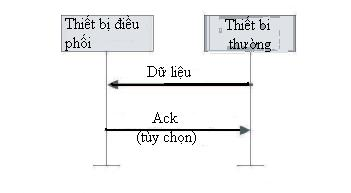 Thiết bị điều
phối
Thiết bị
thường
Dữ liệu
Ack
(tùy chọn)